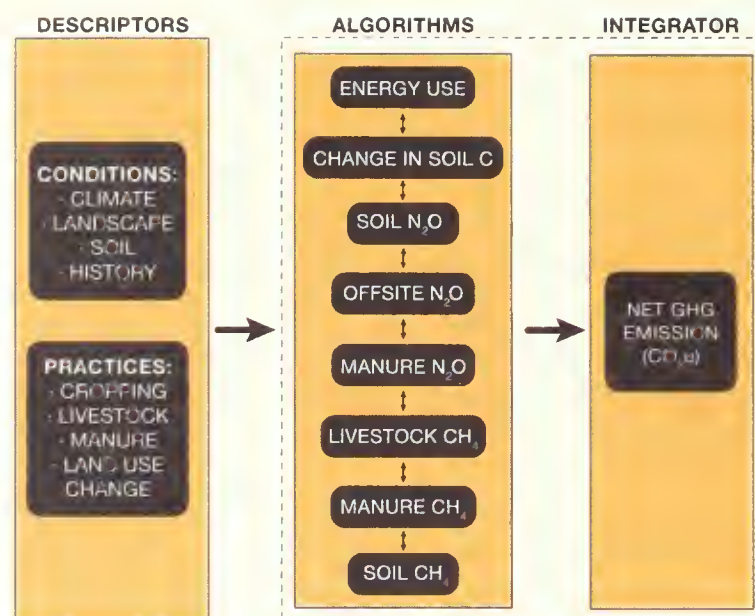 DESCRIPTORS
CONDITIONS:
· CLIMATE
· LANDSCAPE
· SOIL
· HISTORY
PRACTICES:
· CROPPING
· LIVESTOCK
· MANURE
· LAND USE
CHANGE
ALGORITHMS
ENERGY USE
CHANGE IN SOIL C
SOIL N₂O
OFFSITE N₂O
MANURE N₂O
LIVESTOCK CH₄
MANURE CH₄
SOIL CH₄
INTEGRATOR
NET GHG
EMISSION
(CO₂e)